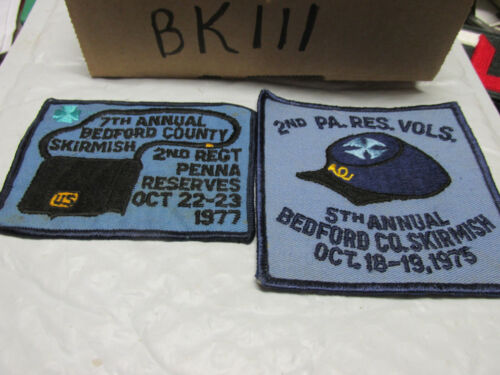 BK111
7TH ANNUAL
BEDFORD COUNTY
SKIRMISH
2ND REGT
PENNA
RESERVES
OCT 22-23
1977
US
2ND PA. RES. VOLS.
5TH ANNUAL
BEDFORD CO. SKIRMISH
OCT. 18-19, 1975